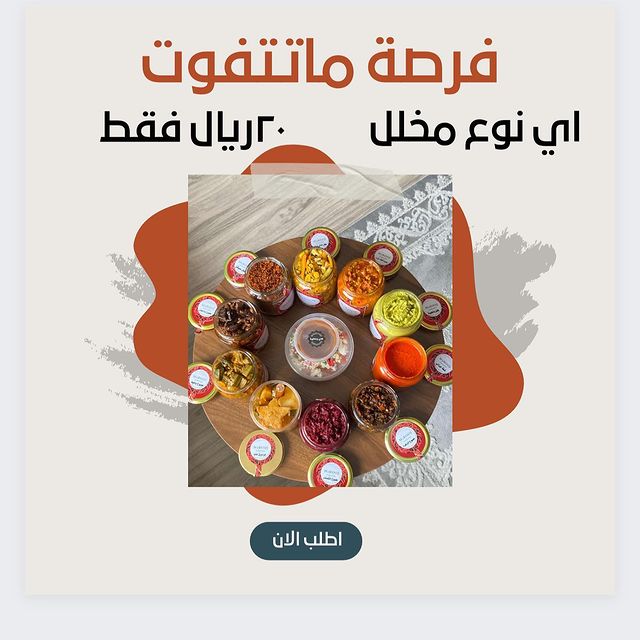 فرصة ماتتفوت
اي نوع مخلل ٢٠ريال فقط
اطلب الان